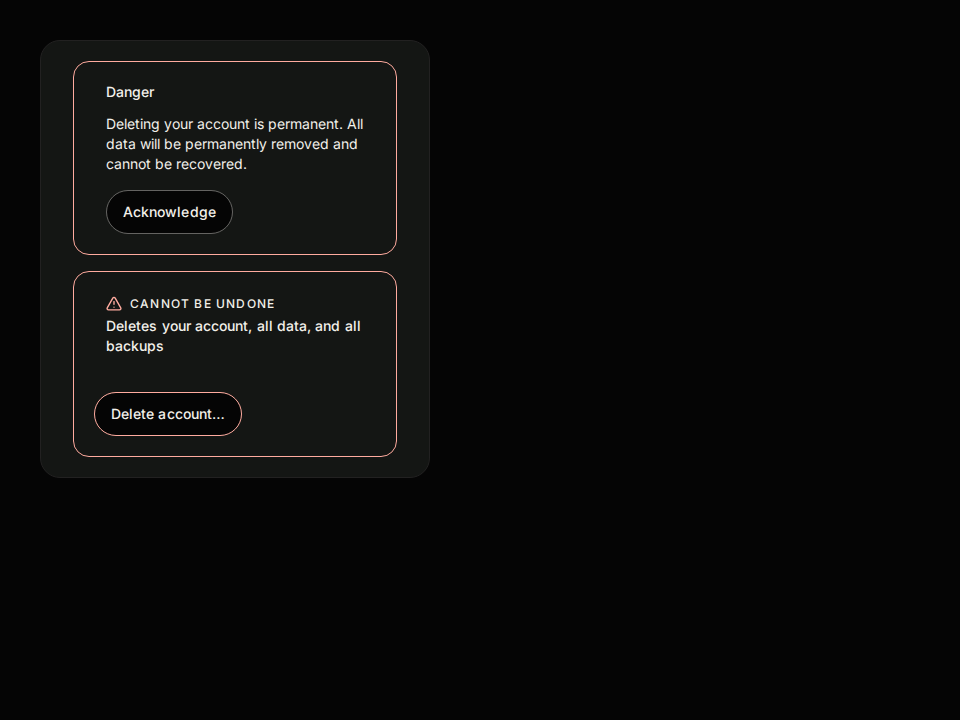 Danger
Deleting your account is permanent. All
data will be permanently removed and
cannot be recovered.
Acknowledge
CANNOT BE UNDONE
Deletes your account, all data, and all
backups
Delete account...